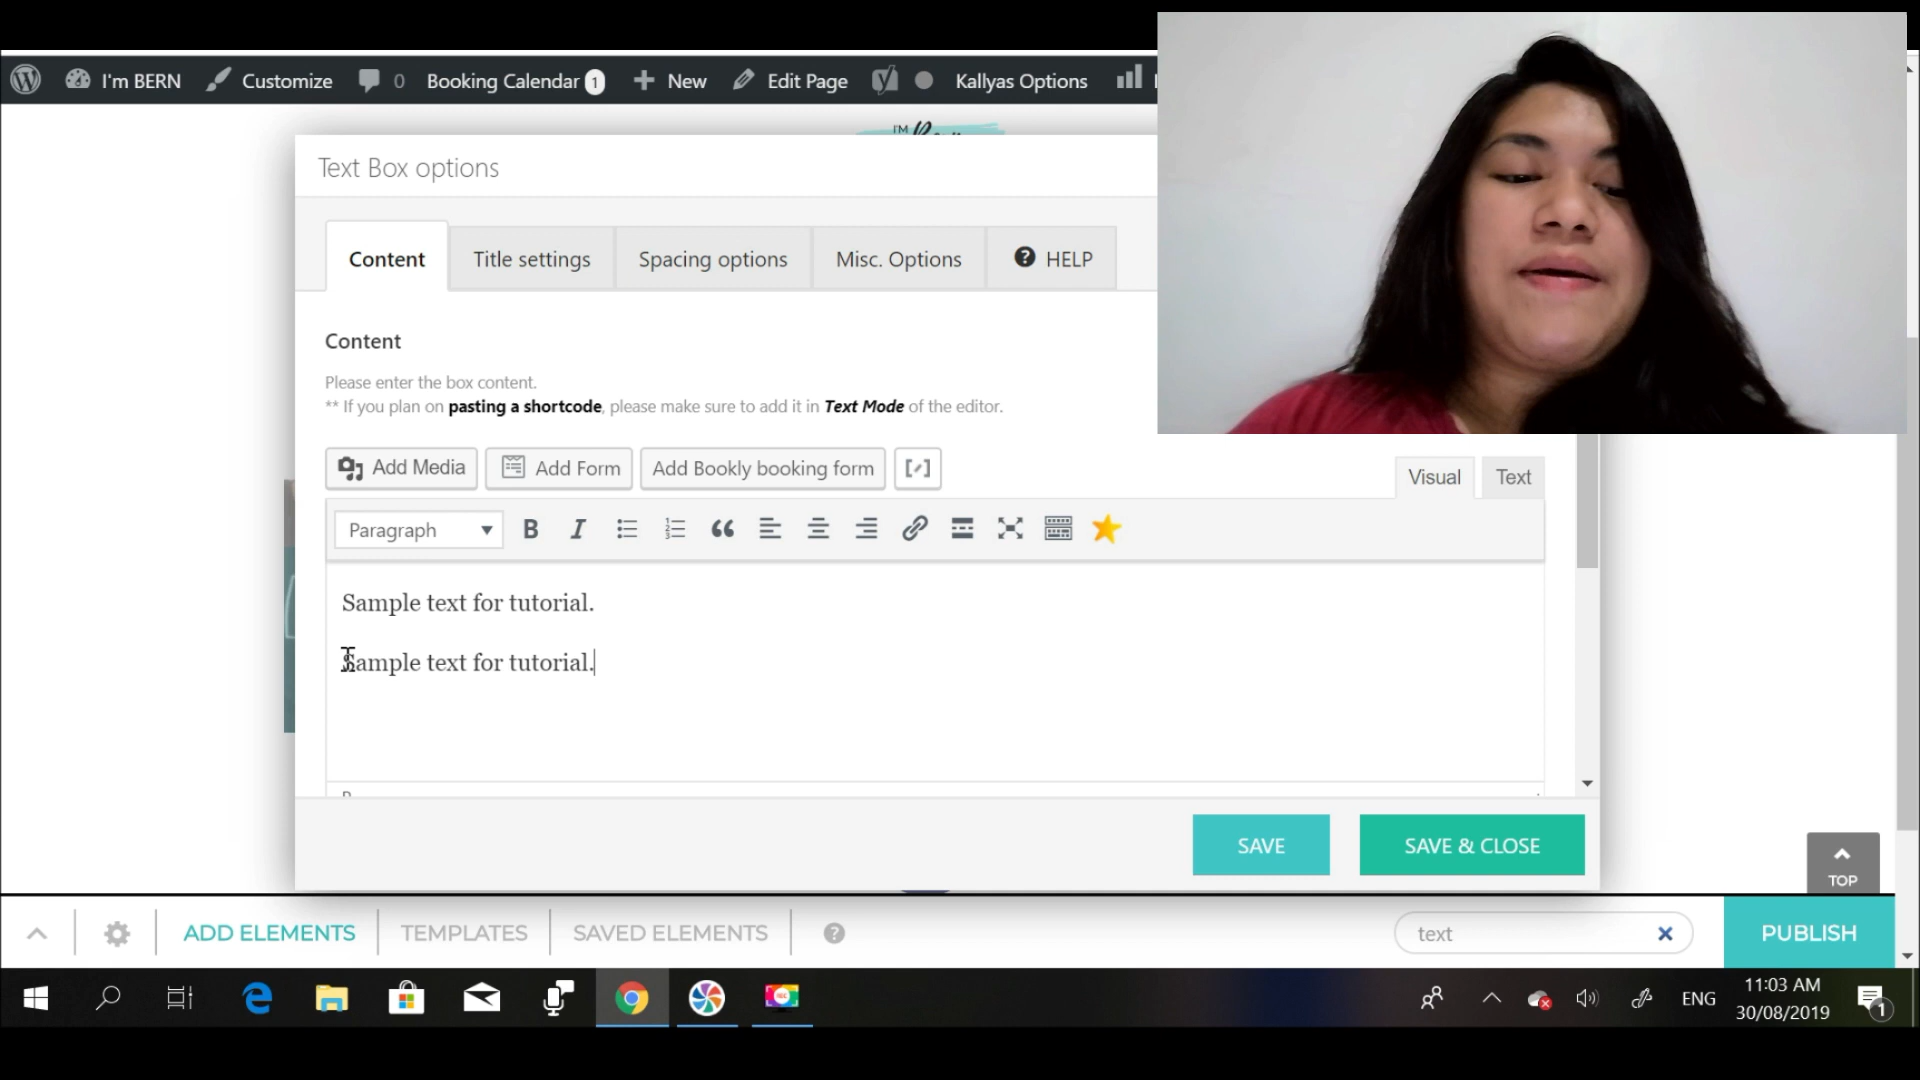 I'm BERN Customize 0 Booking Calendar 1 New Edit Page Kallyas Options
I'M
Text Box options
Content Title settings Spacing options Misc. Options HELP
Content
Please enter the box content.
** If you plan on pasting a shortcode, please make sure to add it in Text Mode of the editor.
Add Media Add Form Add Bookly booking form Visual Text
Paragraph B I
Sample text for tutorial.
Sample text for tutorial.
SAVE SAVE & CLOSE
TOP
ADD ELEMENTS TEMPLATES SAVED ELEMENTS text PUBLISH
ENG 11:03 AM
30/08/2019 1